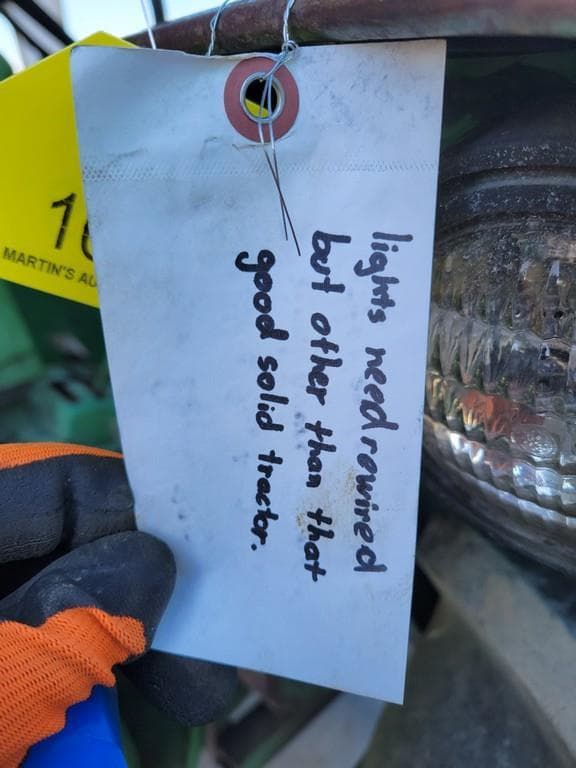 lights need rewired
but other than that
good solid tractor.
MARTIN'S AU